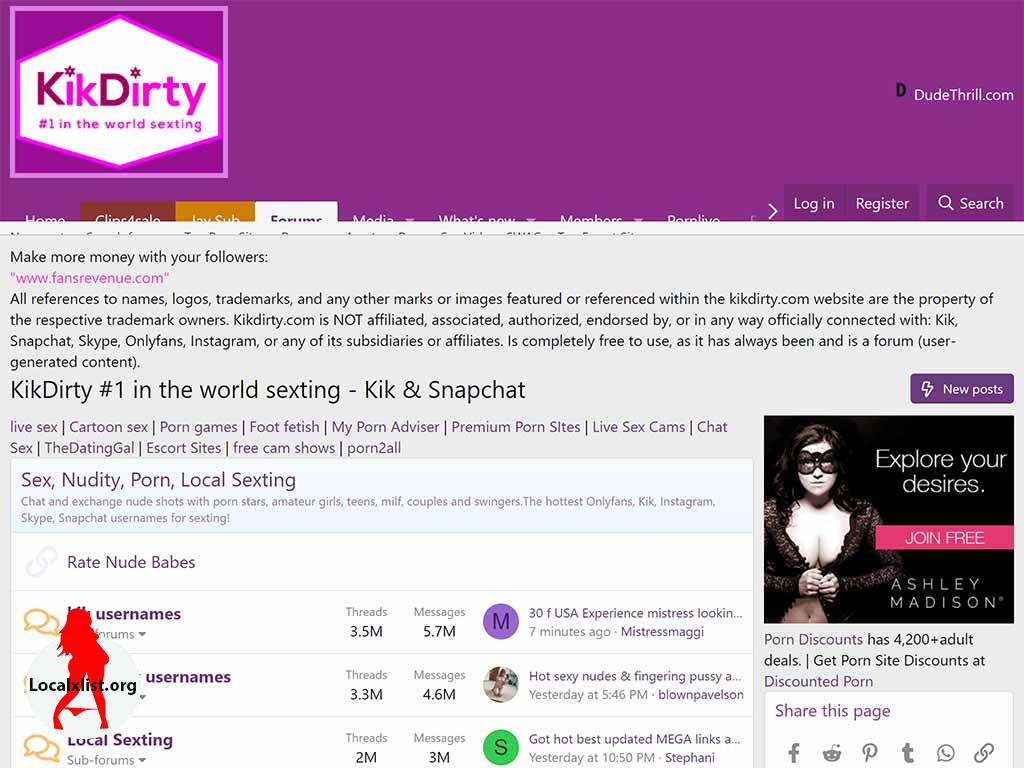 KikDirty
#1 in the world sexting
D DudeThrill.com
Home Clips4sale Jay Sub Forums Media What's new Members Pornlive
Log in Register Search
Make more money with your followers:
"www.fansrevenue.com"
All references to names, logos, trademarks, and any other marks or images featured or referenced within the kikdirty.com website are the property of
the respective trademark owners. Kikdirty.com is NOT affiliated, associated, authorized, endorsed by, or in any way officially connected with: Kik,
Snapchat, Skype, Onlyfans, Instagram, or any of its subsidiaries or affiliates. Is completely free to use, as it has always been and is a forum (user-
generated content).
KikDirty #1 in the world sexting - Kik & Snapchat
New posts
live sex | Cartoon sex | Porn games | Foot fetish | My Porn Adviser | Premium Porn SItes | Live Sex Cams | Chat
Sex | TheDatingGal | Escort Sites | free cam shows | porn2all
Sex, Nudity, Porn, Local Sexting
Chat and exchange nude shots with porn stars, amateur girls, teens, milf, couples and swingers.The hottest Onlyfans, Kik, Instagram,
Skype, Snapchat usernames for sexting!
Rate Nude Babes
usernames
Threads
3.5M
Messages
5.7M
M
30 f USA Experience mistress lookin...
7 minutes ago · Mistressmaggi
usernames
Threads
3.3M
Messages
4.6M
Hot sexy nudes & fingering pussy a...
Yesterday at 5:46 PM · blownpavelson
Localxlist.org
Local Sexting
Sub-forums
Threads
2M
Messages
3M
S
Got hot best updated MEGA links a...
Yesterday at 10:50 PM · Stephani
Explore your
desires.
JOIN FREE
ASHLEY
MADISON®
Porn Discounts has 4,200+adult
deals. | Get Porn Site Discounts at
Discounted Porn
Share this page